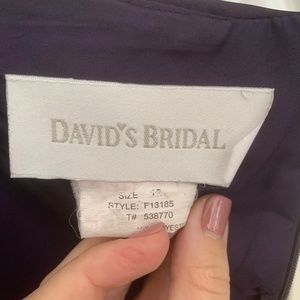 DAVID'S BRIDAL
SIZE
STYLE: F13185
T# 538770